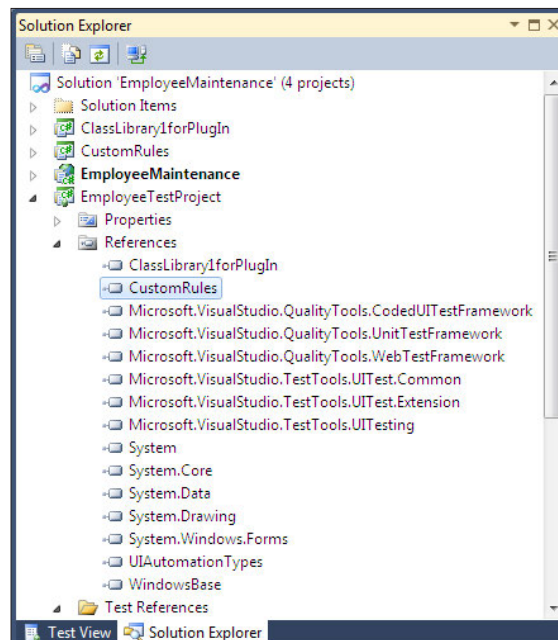 Solution Explorer
Solution 'EmployeeMaintenance' (4 projects)
Solution Items
ClassLibrary1forPlugIn
CustomRules
EmployeeMaintenance
EmployeeTestProject
Properties
References
ClassLibrary1forPlugIn
CustomRules
Microsoft.VisualStudio.QualityTools.CodedUITestFramework
Microsoft.VisualStudio.QualityTools.UnitTestFramework
Microsoft.VisualStudio.QualityTools.WebTestFramework
Microsoft.VisualStudio.TestTools.UITest.Common
Microsoft.VisualStudio.TestTools.UITest.Extension
Microsoft.VisualStudio.TestTools.UITesting
System
System.Core
System.Data
System.Drawing
System.Windows.Forms
UIAutomationTypes
WindowsBase
Test References
Test View Solution Explorer